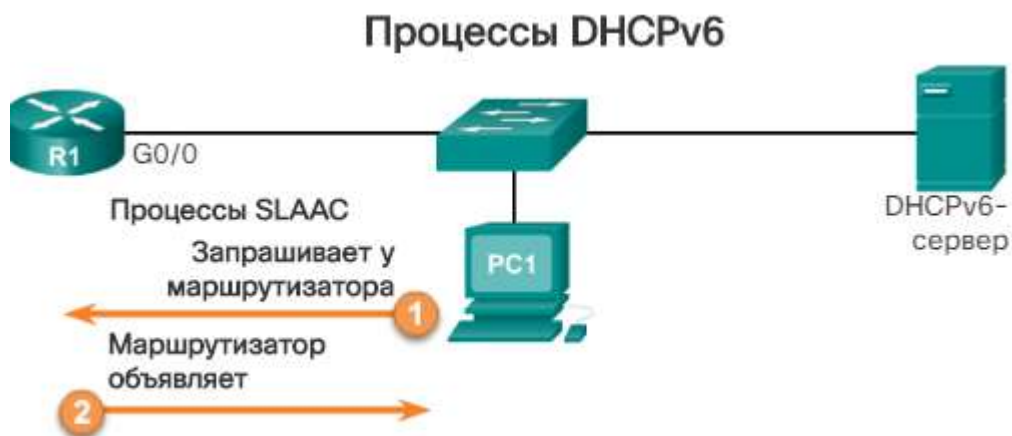 Процессы DHCPv6
R1
G0/0
DHCPv6-
сервер
Процессы SLAAC
Запрашивает у
маршрутизатора
PC1
1
Маршрутизатор
объявляет
2